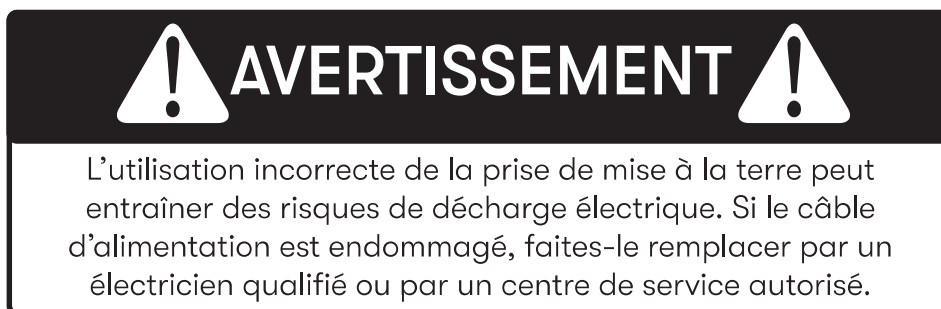 AVERTISSEMENT
L’utilisation incorrecte de la prise de mise à la terre peut
entraîner des risques de décharge électrique. Si le câble
d’alimentation est endommagé, faites-le remplacer par un
électricien qualifié ou par un centre de service autorisé.